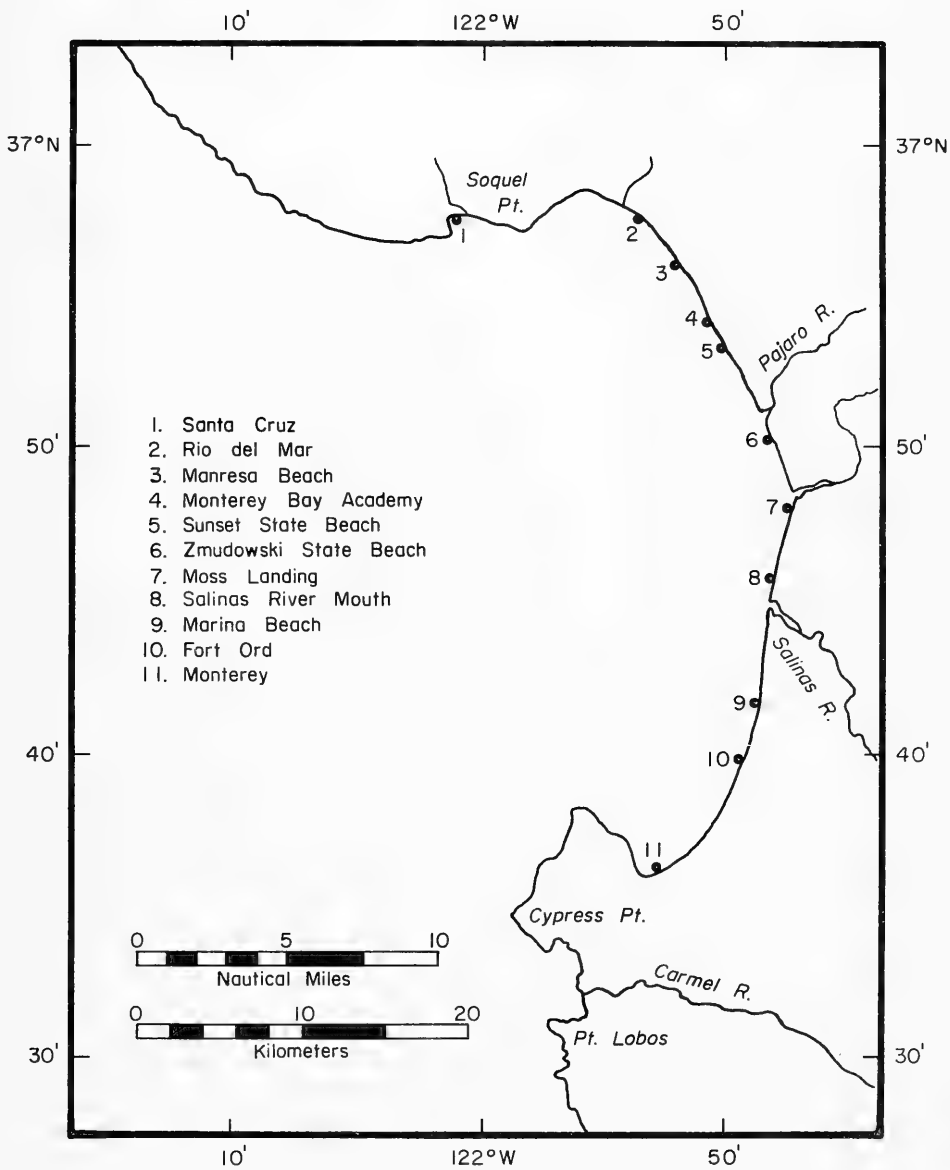 10' 122°W 50'
37°N 37°N
Soquel
Pt.
1
2
3
4
5
Pajaro R.
1. Santa Cruz
2. Rio del Mar
3. Manresa Beach
4. Monterey Bay Academy
5. Sunset State Beach
6. Zmudowski State Beach
7. Moss Landing
8. Salinas River Mouth
9. Marina Beach
10. Fort Ord
11. Monterey
50' 50'
6
7
8
Salinas R.
9
40' 40'
10
11
Cypress Pt.
0 5 10
Nautical Miles
Carmel R.
0 10 20
Kilometers
Pt. Lobos
30' 30'
10' 122°W 50'